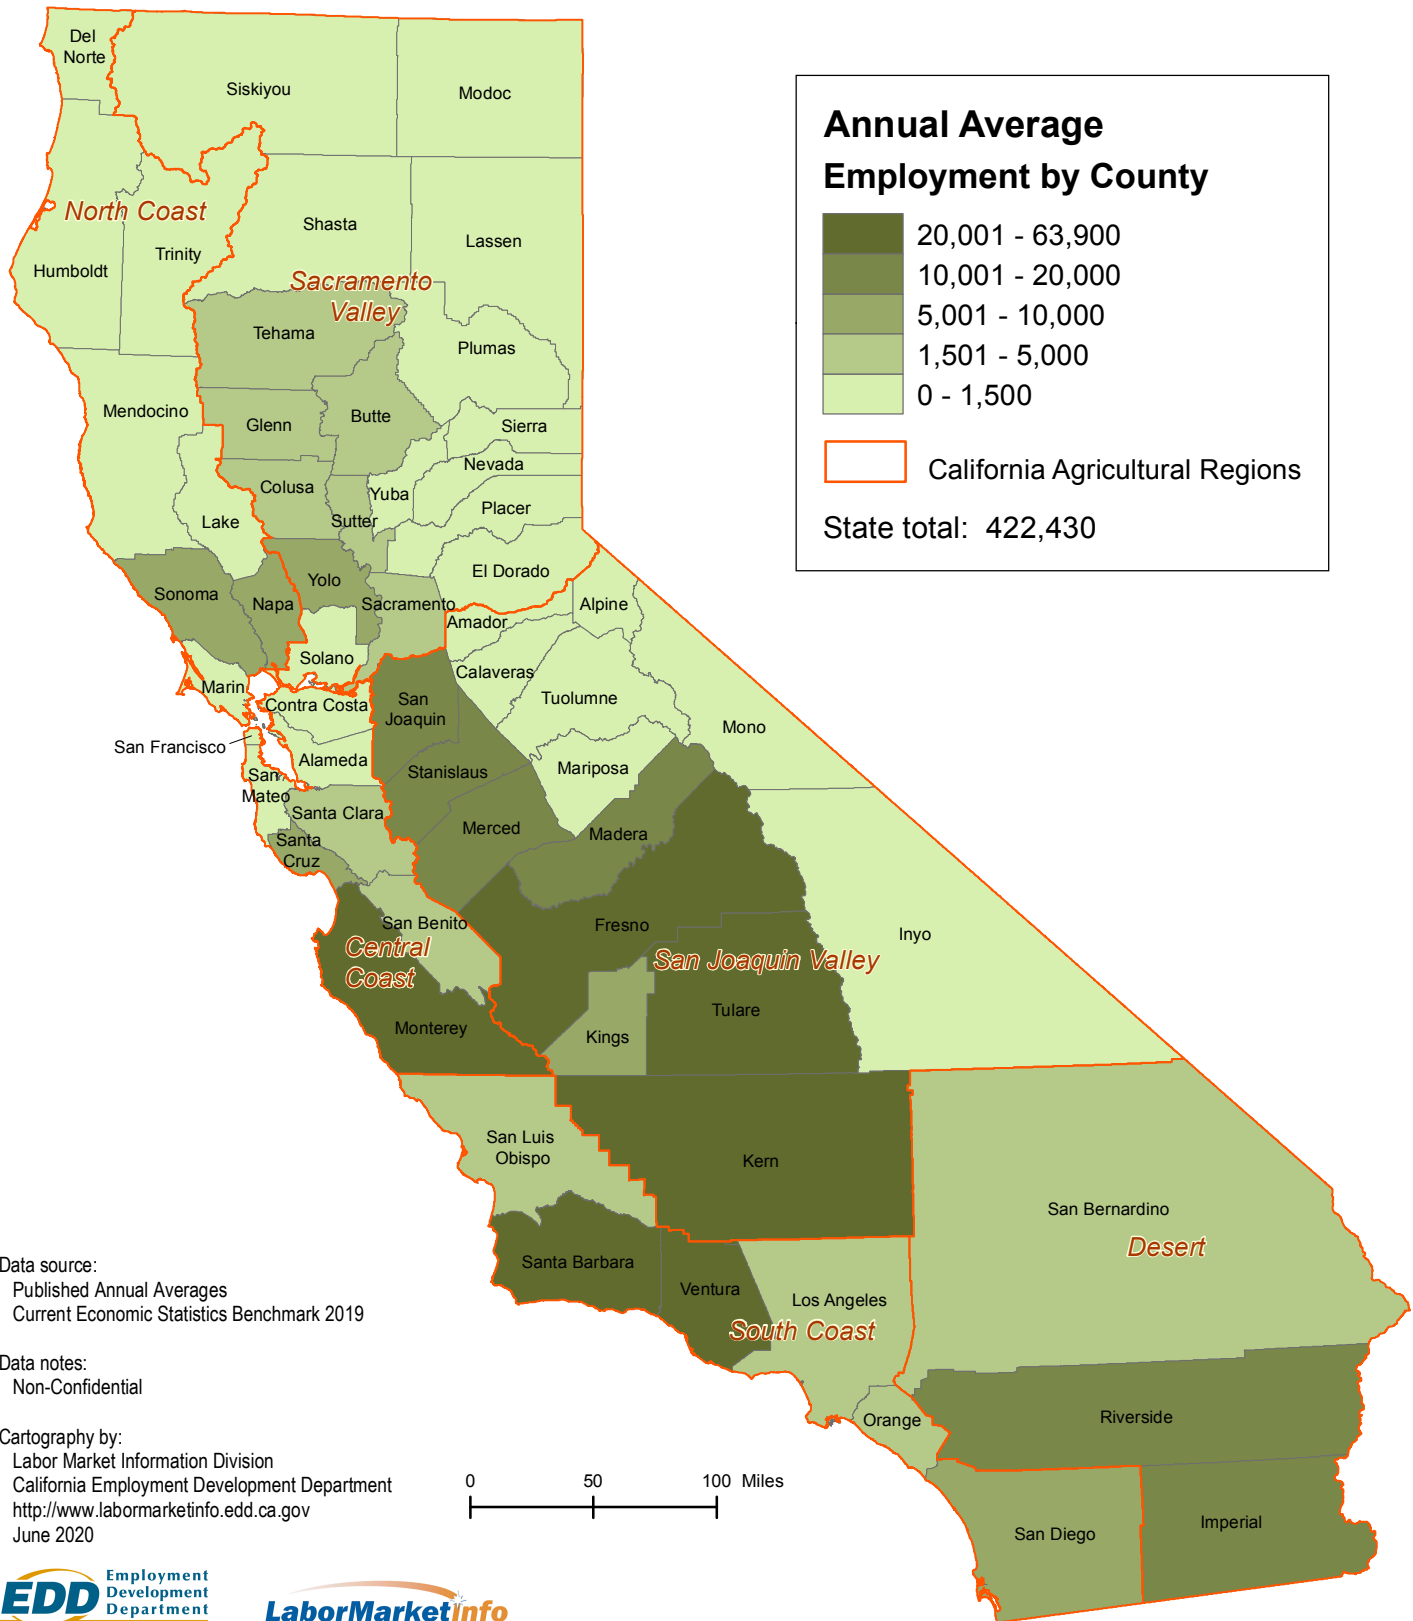 Del
Norte
Siskiyou
Modoc
Annual Average
Employment by County
20,001 - 63,900
10,001 - 20,000
5,001 - 10,000
1,501 - 5,000
0 - 1,500
California Agricultural Regions
State total: 422,430
North Coast
Humboldt
Trinity
Shasta
Lassen
Sacramento
Valley
Tehama
Plumas
Mendocino
Glenn
Butte
Sierra
Nevada
Colusa
Yuba
Placer
Lake
Sutter
El Dorado
Sonoma
Napa
Yolo
Sacramento
Alpine
Amador
Solano
Calaveras
Marin
Contra Costa
San
Joaquin
Tuolumne
Mono
San Francisco
Alameda
Stanislaus
Mariposa
San
Mateo
Santa Clara
Merced
Madera
Santa
Cruz
San Benito
Fresno
Inyo
Central
Coast
San Joaquin Valley
Monterey
Kings
Tulare
San Luis
Obispo
Kern
San Bernardino
Desert
Santa Barbara
Ventura
Los Angeles
South Coast
Orange
Riverside
San Diego
Imperial
Data source:
Published Annual Averages
Current Economic Statistics Benchmark 2019
Data notes:
Non-Confidential
Cartography by:
Labor Market Information Division
California Employment Development Department
http://www.labormarketinfo.edd.ca.gov
June 2020
0 50 100 Miles
EDD
Employment
Development
Department
LaborMarketInfo